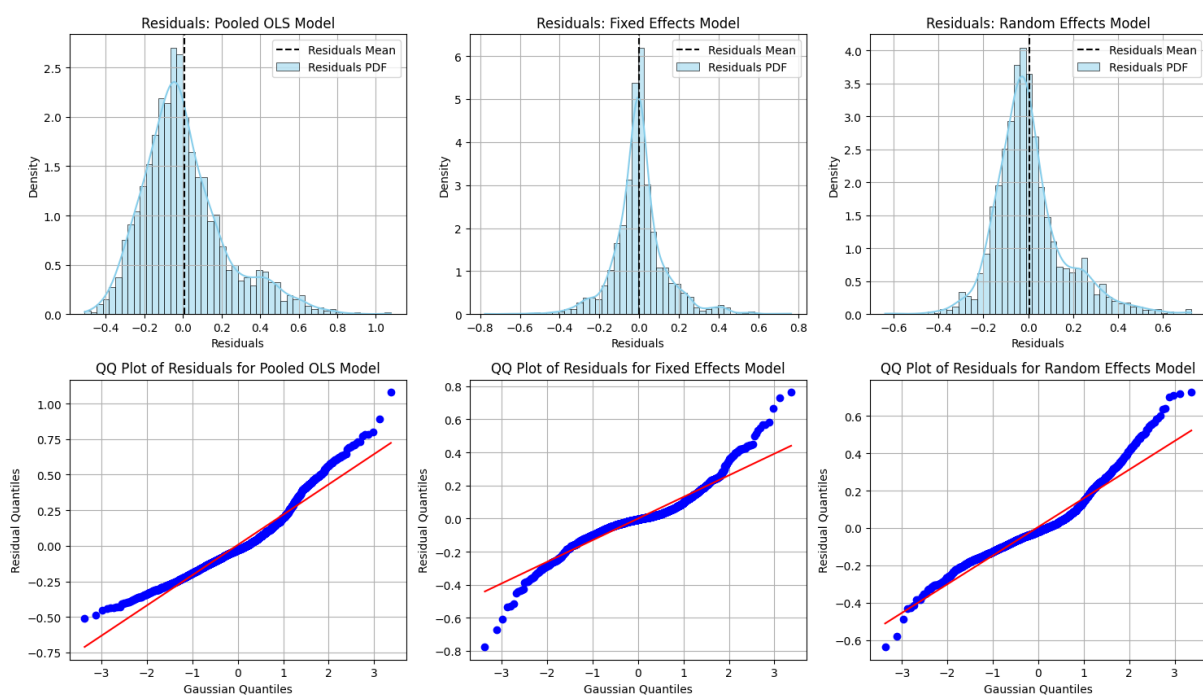 Residuals: Pooled OLS Model
Residuals Mean
Residuals PDF
Density
2.5
2.0
1.5
1.0
0.5
0.0
−0.4 −0.2 0.0 0.2 0.4 0.6 0.8 1.0
Residuals
Residuals: Fixed Effects Model
Residuals Mean
Residuals PDF
Density
6
5
4
3
2
1
0
−0.8 −0.6 −0.4 −0.2 0.0 0.2 0.4 0.6 0.8
Residuals
Residuals: Random Effects Model
Residuals Mean
Residuals PDF
Density
4.0
3.5
3.0
2.5
2.0
1.5
1.0
0.5
0.0
−0.6 −0.4 −0.2 0.0 0.2 0.4 0.6
Residuals
QQ Plot of Residuals for Pooled OLS Model
Residual Quantiles
1.00
0.75
0.50
0.25
0.00
−0.25
−0.50
−0.75
−3 −2 −1 0 1 2 3
Gaussian Quantiles
QQ Plot of Residuals for Fixed Effects Model
Residual Quantiles
0.8
0.6
0.4
0.2
0.0
−0.2
−0.4
−0.6
−0.8
−3 −2 −1 0 1 2 3
Gaussian Quantiles
QQ Plot of Residuals for Random Effects Model
Residual Quantiles
0.6
0.4
0.2
0.0
−0.2
−0.4
−0.6
−3 −2 −1 0 1 2 3
Gaussian Quantiles